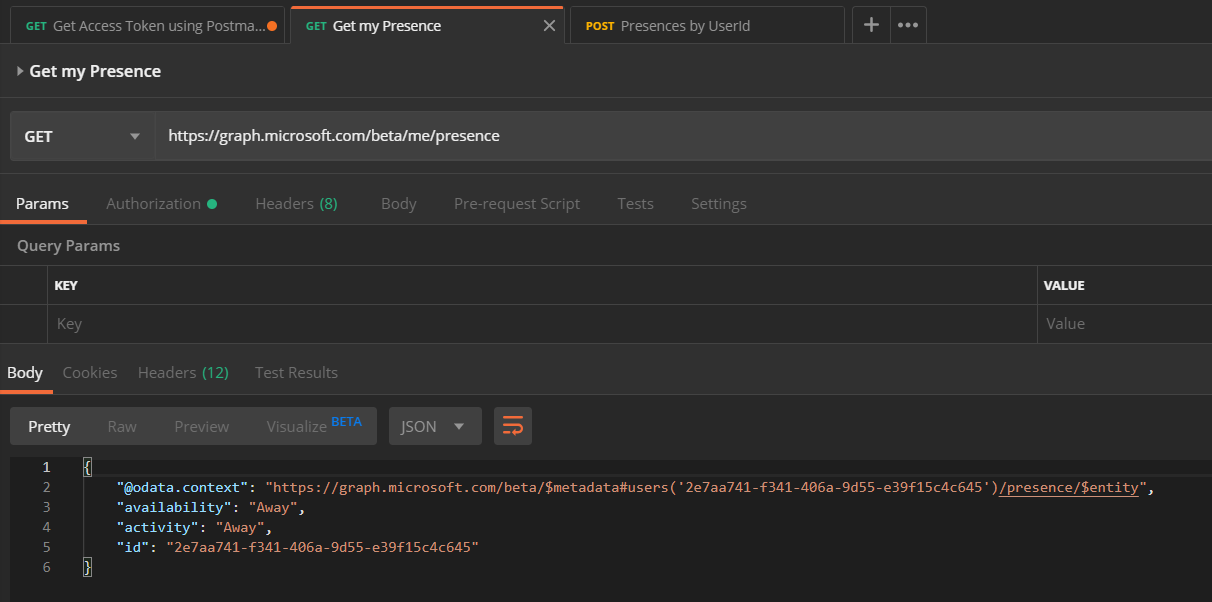 GET Get Access Token using Postma... GET Get my Presence POST Presences by UserId
Get my Presence
GET https://graph.microsoft.com/beta/me/presence
Params Authorization Headers (8) Body Pre-request Script Tests Settings
Query Params
KEY VALUE
Key Value
Body Cookies Headers (12) Test Results
Pretty Raw Preview Visualize BETA JSON
1 {
2 "@odata.context": "https://graph.microsoft.com/beta/$metadata#users('2e7aa741-f341-406a-9d55-e39f15c4c645')/presence/$entity",
3 "availability": "Away",
4 "activity": "Away",
5 "id": "2e7aa741-f341-406a-9d55-e39f15c4c645"
6 }